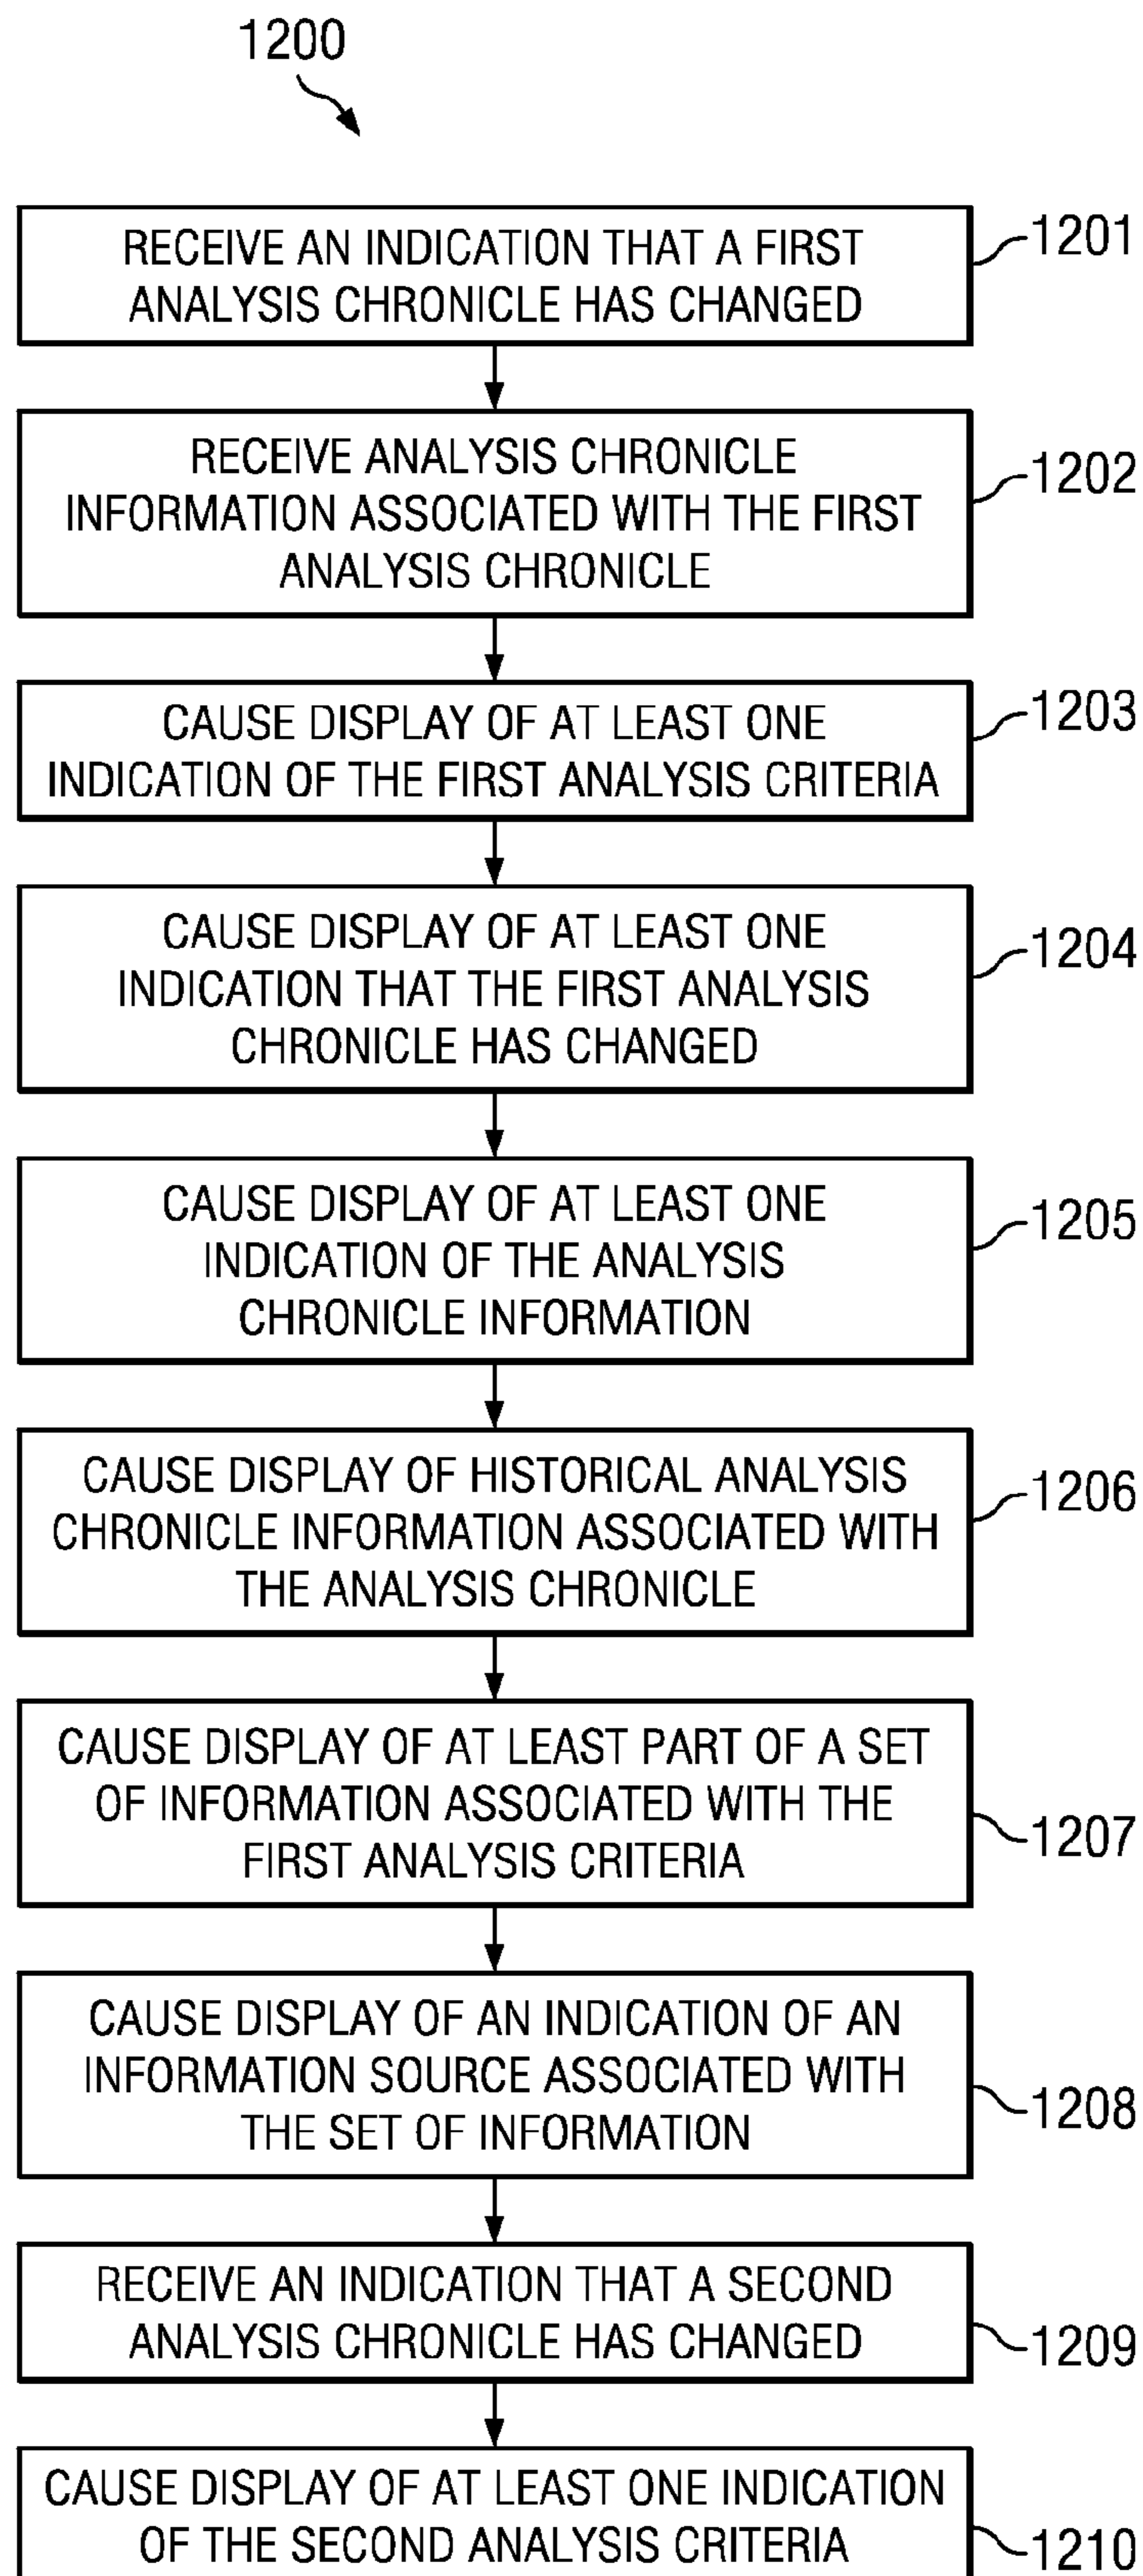 1200
RECEIVE AN INDICATION THAT A FIRST
ANALYSIS CHRONICLE HAS CHANGED
1201
RECEIVE ANALYSIS CHRONICLE
INFORMATION ASSOCIATED WITH THE FIRST
ANALYSIS CHRONICLE
1202
CAUSE DISPLAY OF AT LEAST ONE
INDICATION OF THE FIRST ANALYSIS CRITERIA
1203
CAUSE DISPLAY OF AT LEAST ONE
INDICATION THAT THE FIRST ANALYSIS
CHRONICLE HAS CHANGED
1204
CAUSE DISPLAY OF AT LEAST ONE
INDICATION OF THE ANALYSIS
CHRONICLE INFORMATION
1205
CAUSE DISPLAY OF HISTORICAL ANALYSIS
CHRONICLE INFORMATION ASSOCIATED WITH
THE ANALYSIS CHRONICLE
1206
CAUSE DISPLAY OF AT LEAST PART OF A SET
OF INFORMATION ASSOCIATED WITH THE
FIRST ANALYSIS CRITERIA
1207
CAUSE DISPLAY OF AN INDICATION OF AN
INFORMATION SOURCE ASSOCIATED WITH
THE SET OF INFORMATION
1208
RECEIVE AN INDICATION THAT A SECOND
ANALYSIS CHRONICLE HAS CHANGED
1209
CAUSE DISPLAY OF AT LEAST ONE INDICATION
OF THE SECOND ANALYSIS CRITERIA
1210